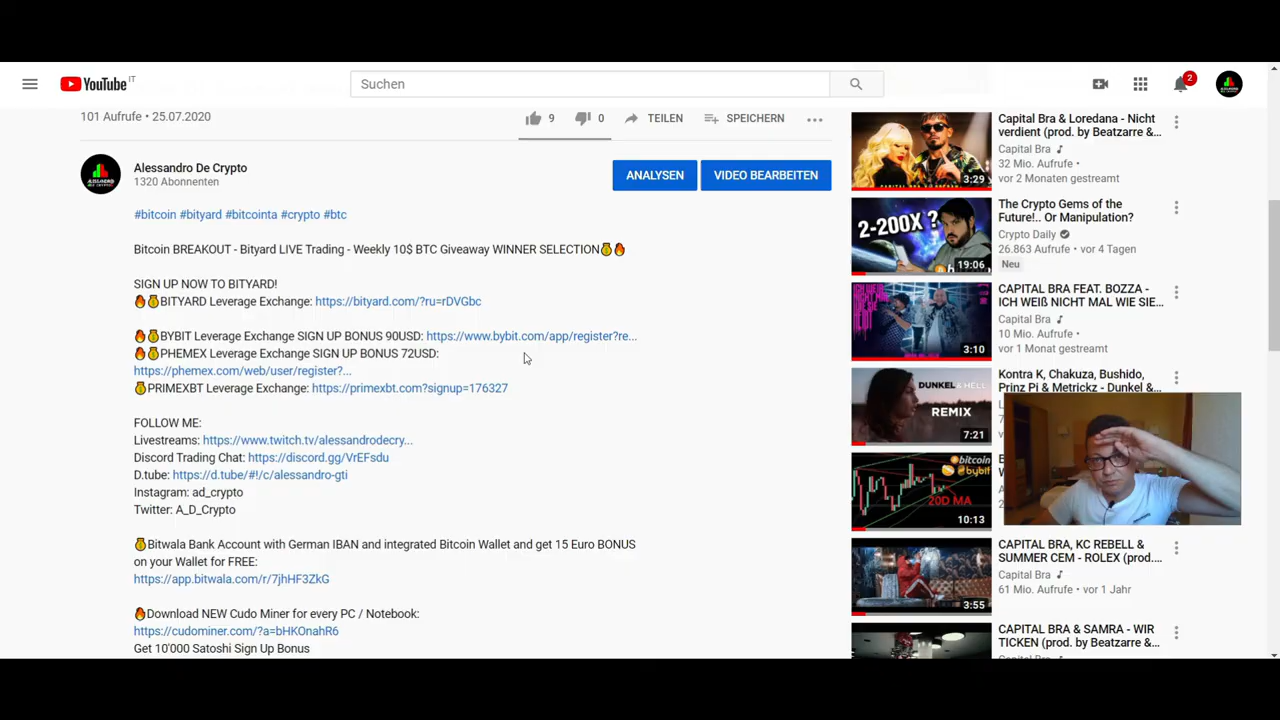 YouTube IT
Suchen
2
101 Aufrufe • 25.07.2020
9
0
TEILEN
SPEICHERN
Alessandro De Crypto
1320 Abonnenten
ANALYSEN
VIDEO BEARBEITEN
#bitcoin #bityard #bitcointa #crypto #btc
Bitcoin BREAKOUT - Bityard LIVE Trading - Weekly 10$ BTC Giveaway WINNER SELECTION💰🔥
SIGN UP NOW TO BITYARD!
🔥💰BITYARD Leverage Exchange: https://bityard.com/?ru=rDVGbc
🔥💰BYBIT Leverage Exchange SIGN UP BONUS 90USD: https://www.bybit.com/app/register?re...
🔥💰PHEMEX Leverage Exchange SIGN UP BONUS 72USD:
https://phemex.com/web/user/register?...
💰PRIMEXBT Leverage Exchange: https://primexbt.com?signup=176327
FOLLOW ME:
Livestreams: https://www.twitch.tv/alessandrodecry...
Discord Trading Chat: https://discord.gg/VrEFsdu
D.tube: https://d.tube/#!/c/alessandro-gti
Instagram: ad_crypto
Twitter: A_D_Crypto
💰Bitwala Bank Account with German IBAN and integrated Bitcoin Wallet and get 15 Euro BONUS
on your Wallet for FREE:
https://app.bitwala.com/r/7jhHF3ZkG
🔥Download NEW Cudo Miner for every PC / Notebook:
https://cudominer.com/?a=bHKOnahR6
Get 10'000 Satoshi Sign Up Bonus
3:29
Capital Bra & Loredana - Nicht
verdient (prod. by Beatzarre &...
Capital Bra
32 Mio. Aufrufe •
vor 2 Monaten gestreamt
2-200X ?
19:06
The Crypto Gems of the
Future!.. Or Manipulation?
Crypto Daily
26.863 Aufrufe • vor 4 Tagen
Neu
3:10
CAPITAL BRA FEAT. BOZZA -
ICH WEIß NICHT MAL WIE SIE...
Capital Bra
10 Mio. Aufrufe •
vor 1 Monat gestreamt
DUNKEL & HELL
REMIX
7:21
Kontra K, Chakuza, Bushido,
Prinz Pi & Metrickz - Dunkel &...
bitcoin
bybit
20D MA
10:13
3:55
CAPITAL BRA, KC REBELL &
SUMMER CEM - ROLEX (prod....
Capital Bra
61 Mio. Aufrufe • vor 1 Jahr
CAPITAL BRA & SAMRA - WIR
TICKEN (prod. by Beatzarre &...